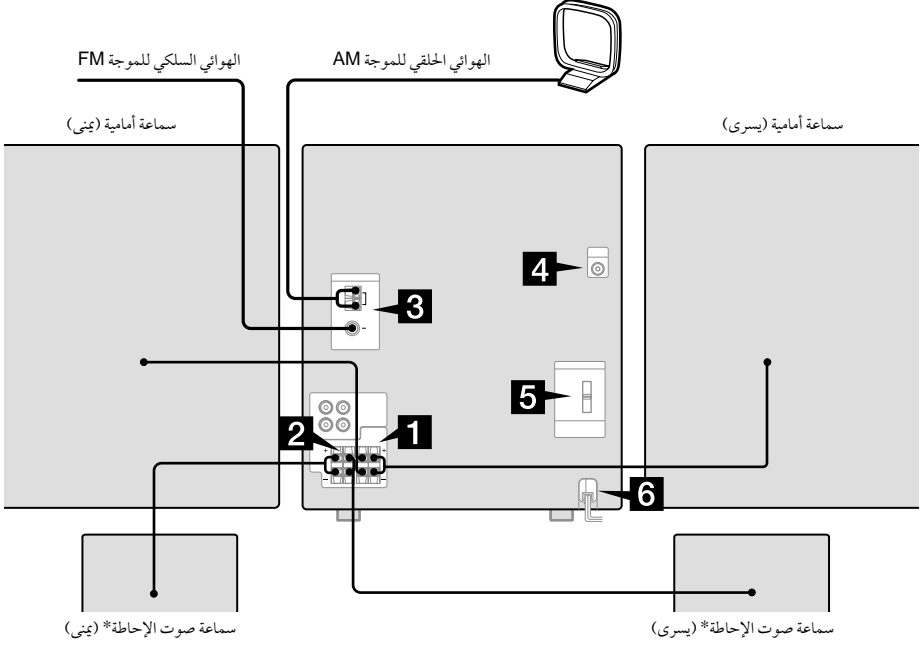 الهوائي الحلقي للموجة AM
الهوائي السلكي للموجة FM
سماعة أمامية (يسرى)
سماعة أمامية (يمنى)
4
3
5
1
2
+
+
–
–
–
6
سماعة صوت الإحاطة* (يسرى)
سماعة صوت الإحاطة* (يمنى)